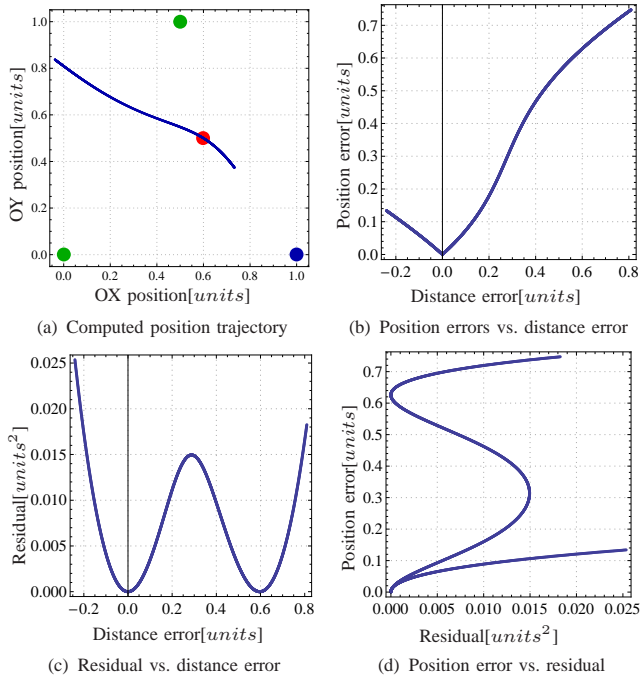 1.0
0.8
0.6
0.4
0.2
0.0
OY position[units]
0.0 0.2 0.4 0.6 0.8 1.0
OX position[units]
(a) Computed position trajectory
0.7
0.6
0.5
0.4
0.3
0.2
0.1
0.0
Position error[units]
−0.2 0.0 0.2 0.4 0.6 0.8
Distance error[units]
(b) Position errors vs. distance error
0.025
0.020
0.015
0.010
0.005
0.000
Residual[units²]
−0.2 0.0 0.2 0.4 0.6 0.8
Distance error[units]
(c) Residual vs. distance error
0.7
0.6
0.5
0.4
0.3
0.2
0.1
0.0
Position error[units]
0.000 0.005 0.010 0.015 0.020 0.025
Residual[units²]
(d) Position error vs. residual